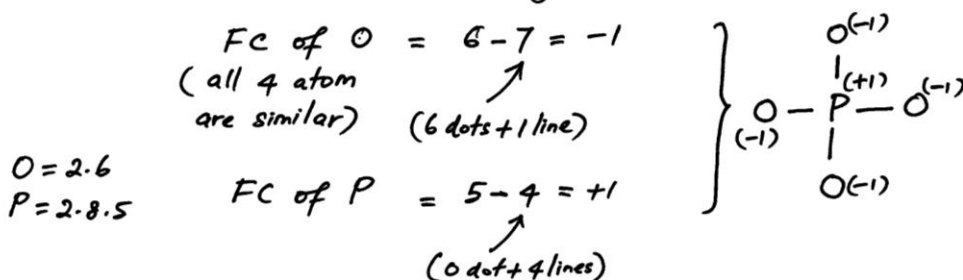 FC of O = 6-7 = -1
(all 4 atom
are similar)
(6 dots + 1 line)
O = 2.6
P = 2.8.5
FC of P = 5-4 = +1
(0 dot + 4 lines)
O(-1)
O — P(+1) — O(-1)
(-1)
O(-1)